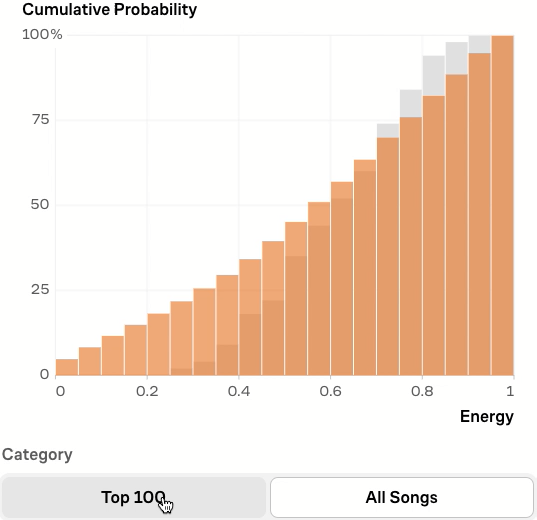 Cumulative Probability
100%
75
50
25
0
0 0.2 0.4 0.6 0.8 1
Energy
Category
Top 100 All Songs